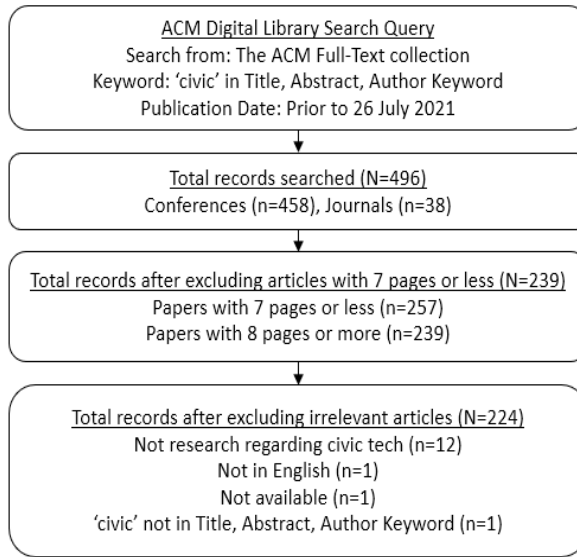 ACM Digital Library Search Query
Search from: The ACM Full-Text collection
Keyword: ‘civic’ in Title, Abstract, Author Keyword
Publication Date: Prior to 26 July 2021
Total records searched (N=496)
Conferences (n=458), Journals (n=38)
Total records after excluding articles with 7 pages or less (N=239)
Papers with 7 pages or less (n=257)
Papers with 8 pages or more (n=239)
Total records after excluding irrelevant articles (N=224)
Not research regarding civic tech (n=12)
Not in English (n=1)
Not available (n=1)
‘civic’ not in Title, Abstract, Author Keyword (n=1)